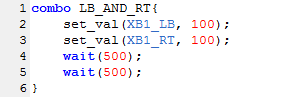 1 combo LB_AND_RT{
2     set_val(XB1_LB, 100);
3     set_val(XB1_RT, 100);
4     wait(500);
5     wait(500);
6 }